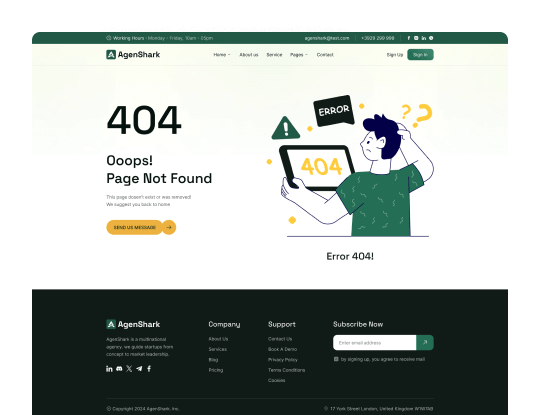 Working Hours : Monday - Friday, 10am - 05pm
agenshark@text.com
+3929 299 999
AgenShark
Home
About us
Service
Pages
Contact
Sign Up
Sign In
404
Ooops!
Page Not Found
This page doesn't exist or was removed!
We suggest you back to home
SEND US MESSAGE
ERROR
!
? ?
404
Error 404!
AgenShark
AgenShark is a multinational
agency. we guide startups from
concept to market leadership.
Company
About Us
Services
Blog
Pricing
Support
Contact Us
Book A Demo
Privacy Policy
Terms Conditions
Cookies
Subscribe Now
Enter email address
by signing up, you agree to receive mail
© Copyright 2024 AgenShark, Inc.
17 York Street London, United Kingdom